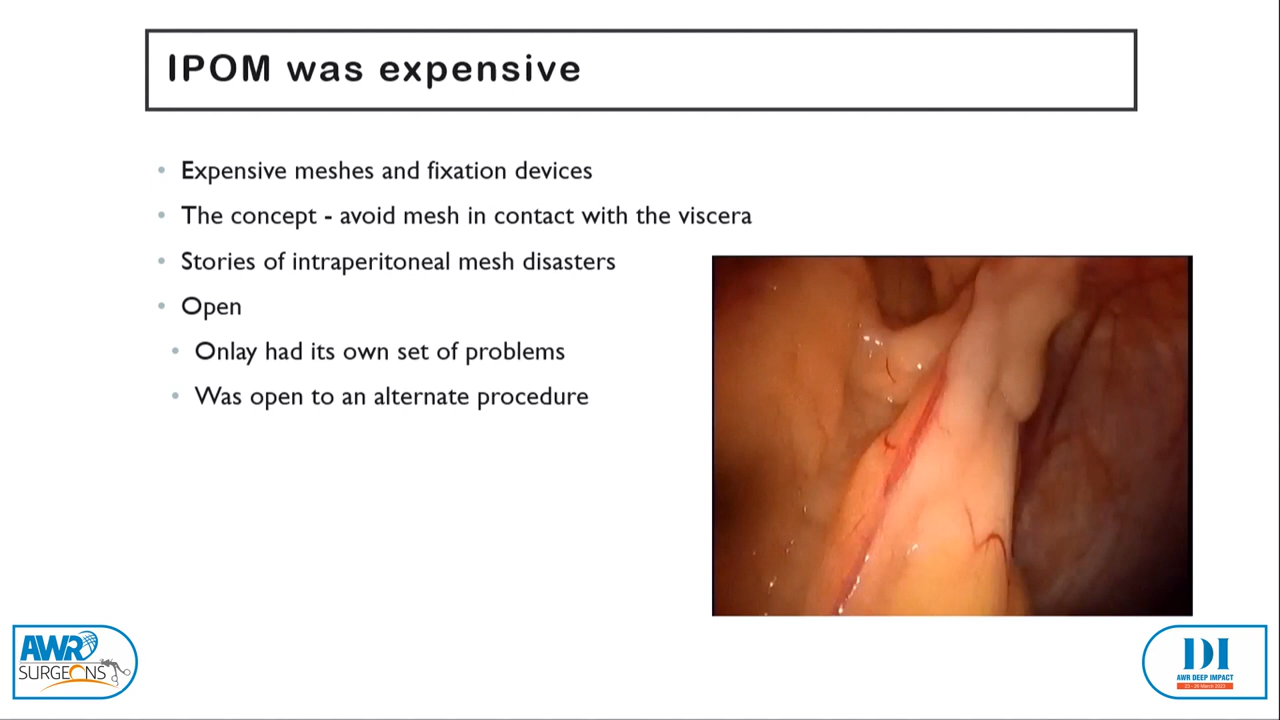 IPOM was expensive
• Expensive meshes and fixation devices
• The concept - avoid mesh in contact with the viscera
• Stories of intraperitoneal mesh disasters
• Open
• Onlay had its own set of problems
• Was open to an alternate procedure
AWR
SURGEONS
DI
AWR DEEP IMPACT